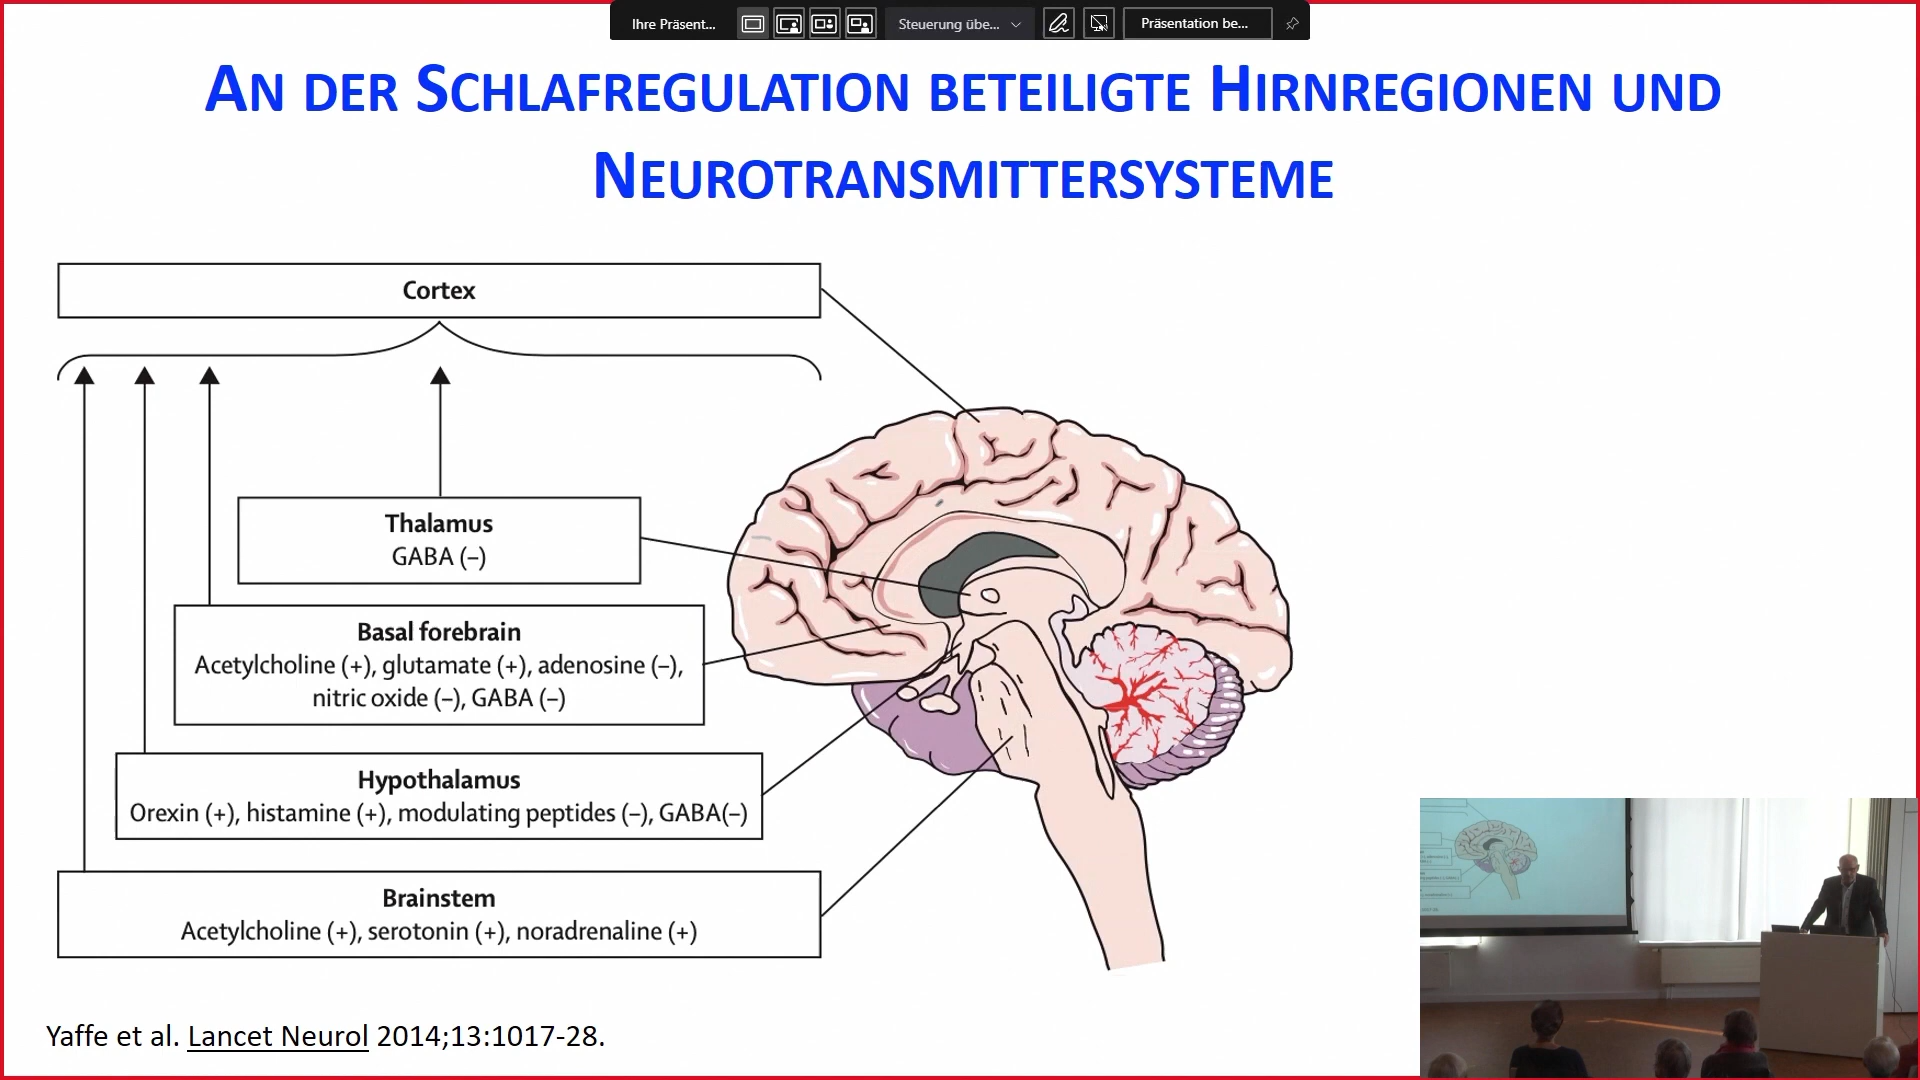 Ihre Präsent...
Steuerung übe...
Präsentation be...
AN DER SCHLAFREGULATION BETEILIGTE HIRNREGIONEN UND
NEUROTRANSMITTERSYSTEME
Cortex
Thalamus
GABA (–)
Basal forebrain
Acetylcholine (+), glutamate (+), adenosine (–),
nitric oxide (–), GABA (–)
Hypothalamus
Orexin (+), histamine (+), modulating peptides (–), GABA(–)
Brainstem
Acetylcholine (+), serotonin (+), noradrenaline (+)
Yaffe et al. Lancet Neurol 2014;13:1017-28.